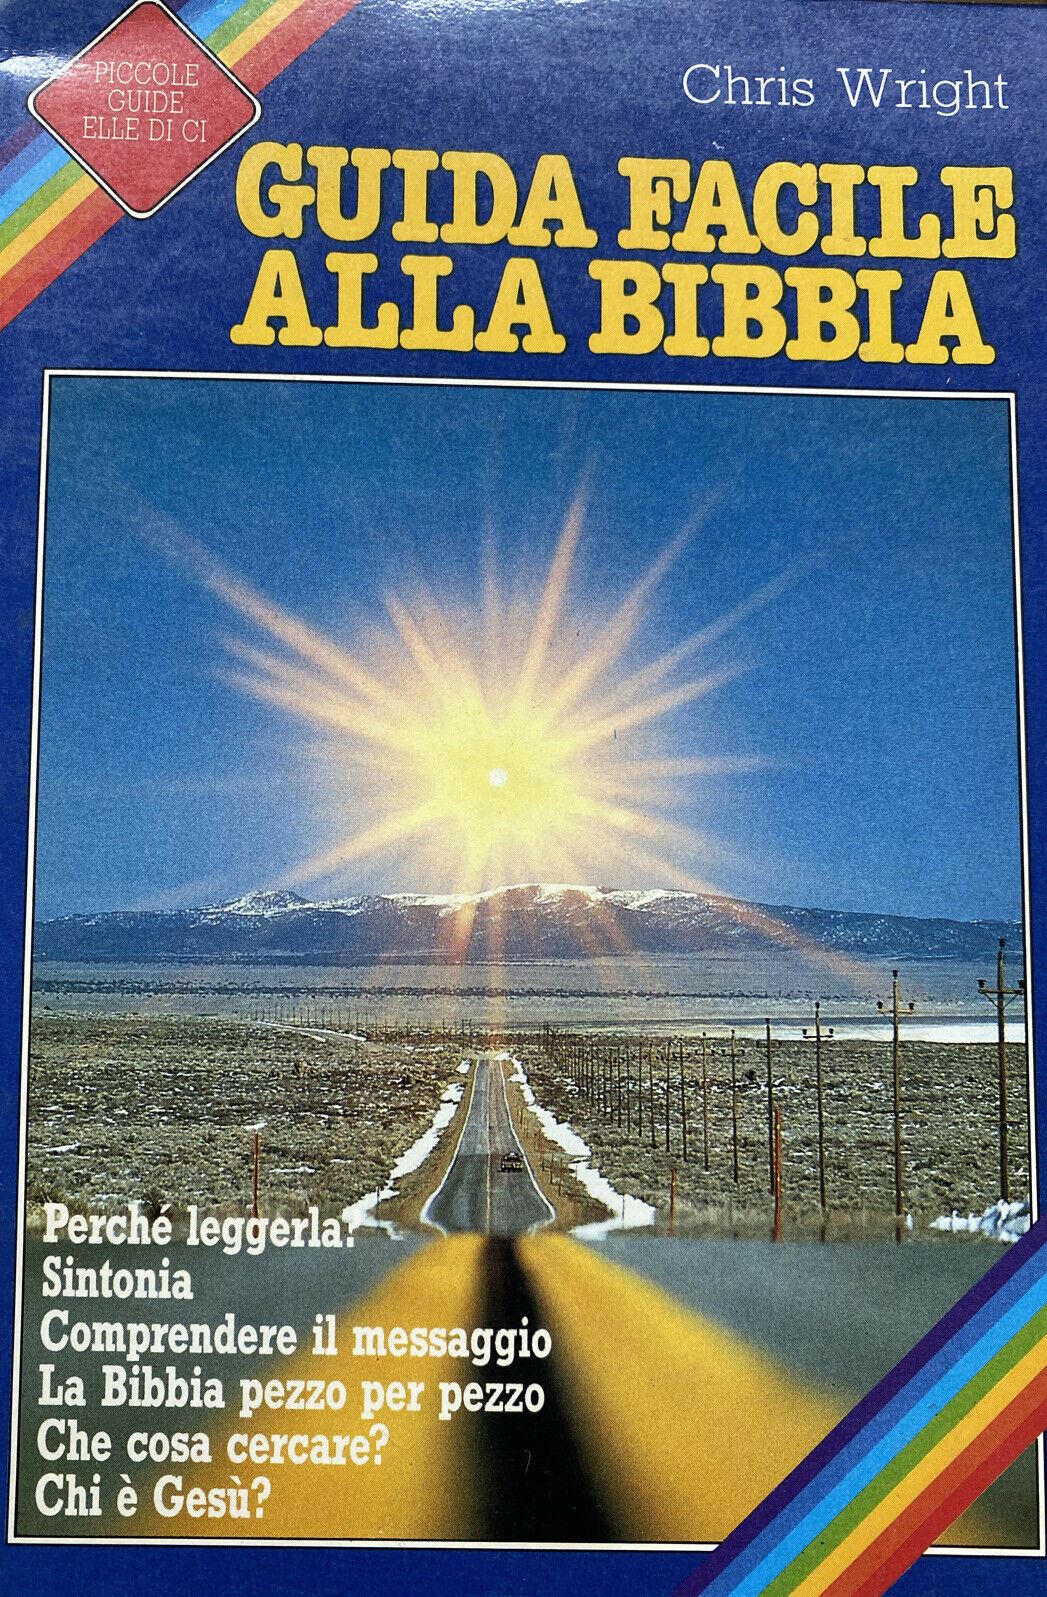 PICCOLE
GUIDE
ELLE DI CI
Chris Wright
GUIDA FACILE
ALLA BIBBIA
Perché leggerla?
Sintonia
Comprendere il messaggio
La Bibbia pezzo per pezzo
Che cosa cercare?
Chi è Gesù?